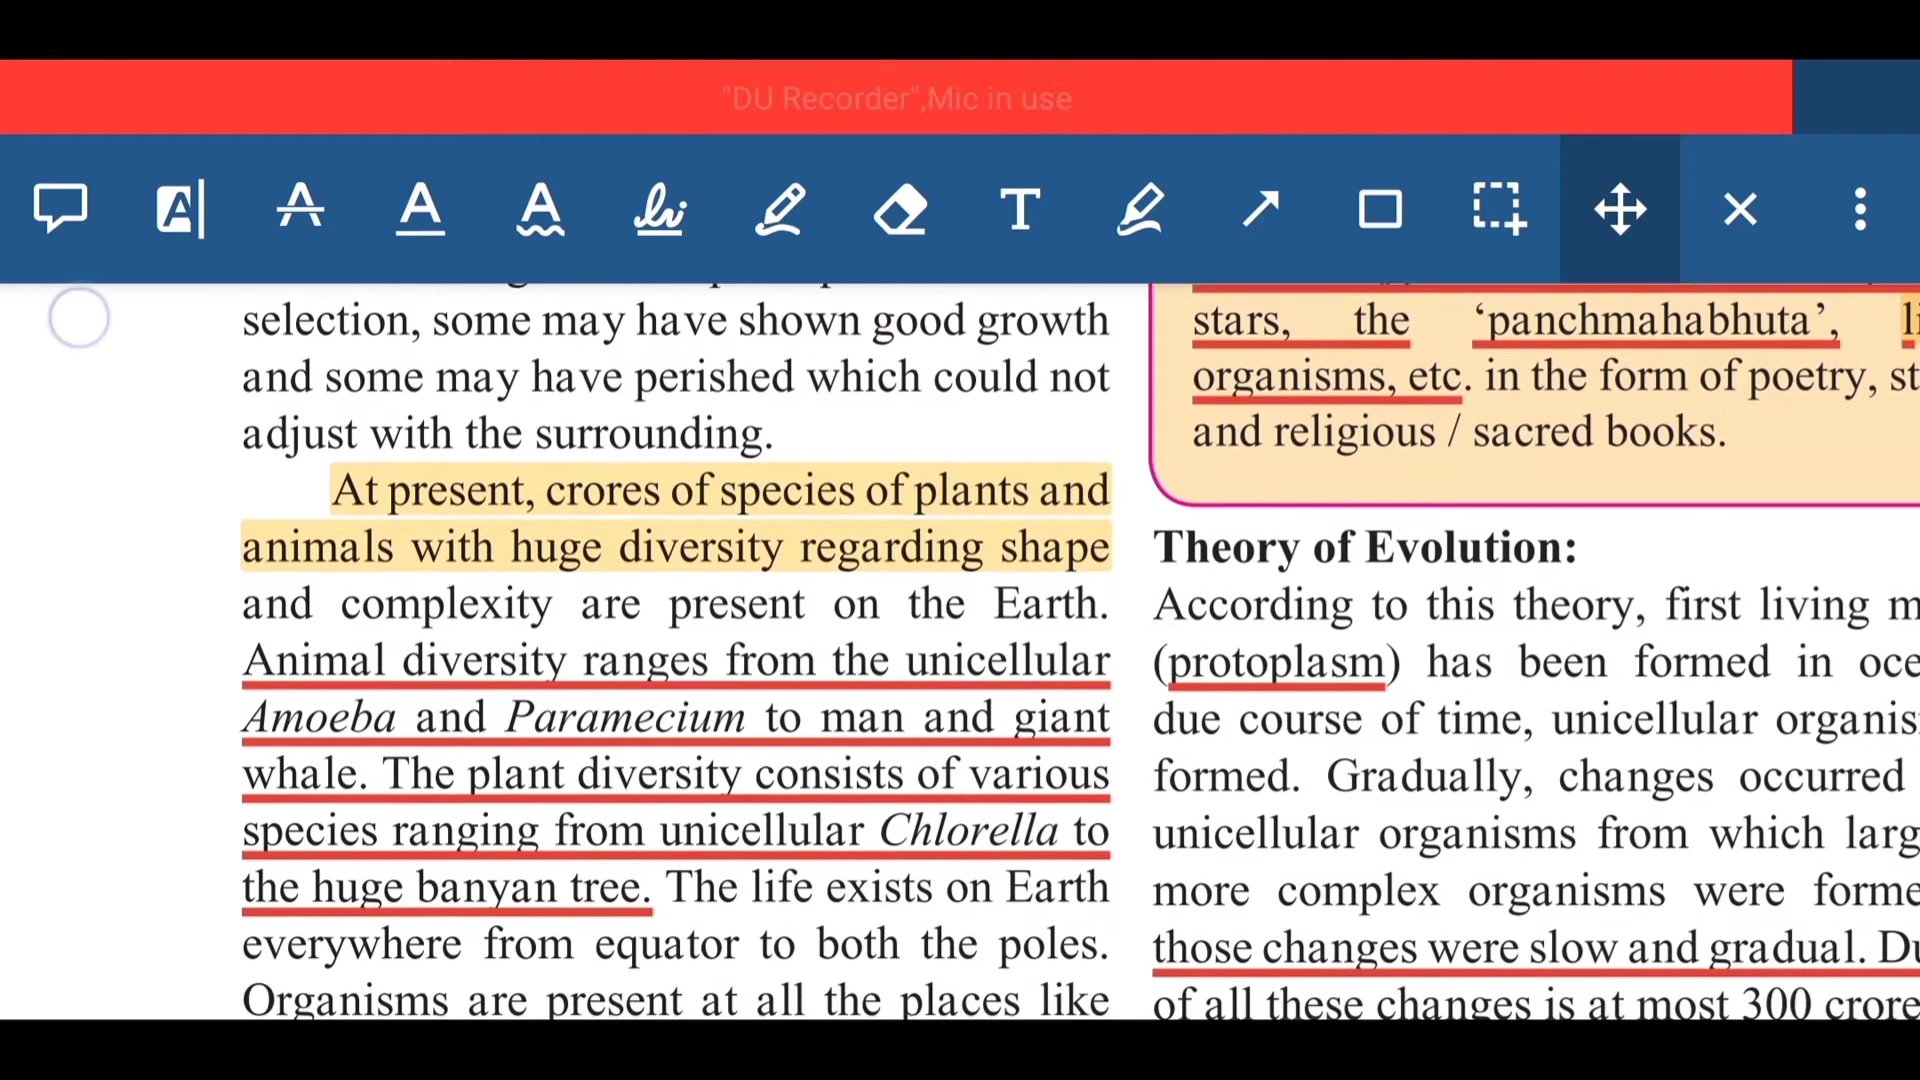 "DU Recorder",Mic in use
selection, some may have shown good growth
and some may have perished which could not
adjust with the surrounding.
At present, crores of species of plants and
animals with huge diversity regarding shape
and complexity are present on the Earth.
Animal diversity ranges from the unicellular
Amoeba and Paramecium to man and giant
whale. The plant diversity consists of various
species ranging from unicellular Chlorella to
the huge banyan tree. The life exists on Earth
everywhere from equator to both the poles.
Organisms are present at all the places like
stars, the ‘panchmahabhuta’,
organisms, etc. in the form of poetry,
and religious / sacred books.
Theory of Evolution:
According to this theory, first living
(protoplasm) has been formed in
due course of time, unicellular
formed. Gradually, changes occurred
unicellular organisms from which
more complex organisms were
those changes were slow and gradual.
of all these changes is at most 300